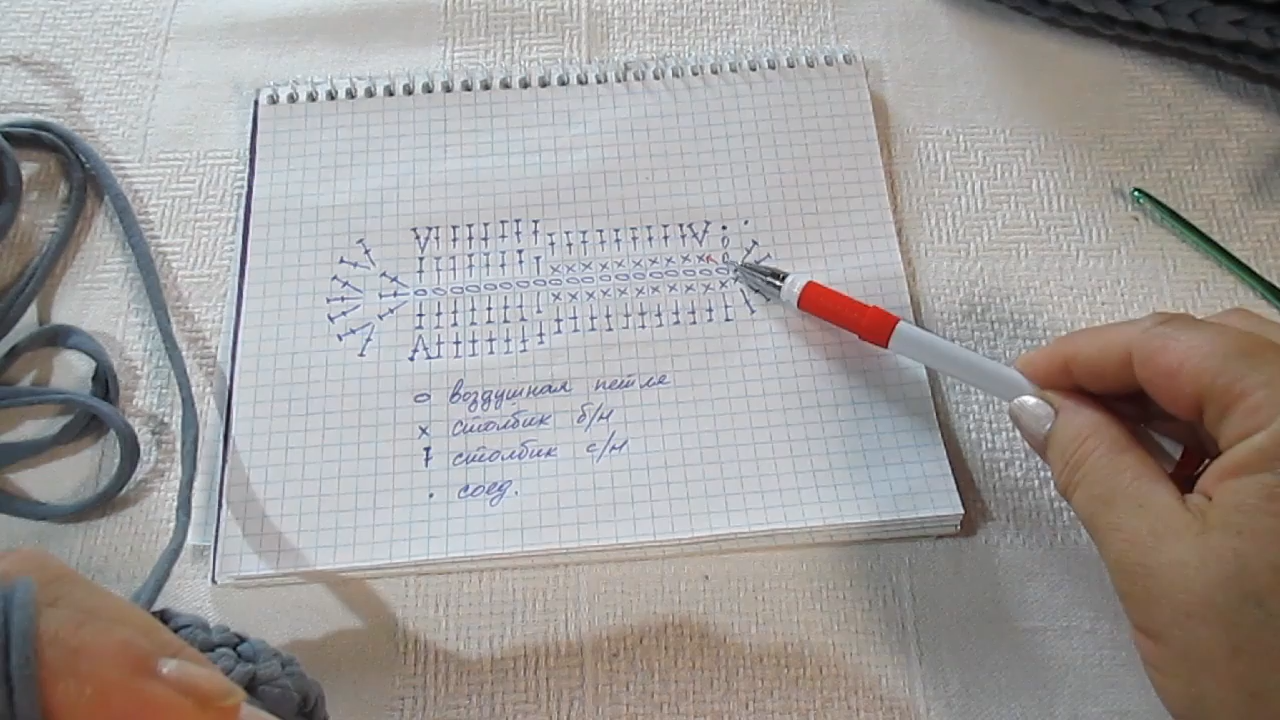 o воздушная петля
x столбик б/н
† столбик с/н
. соед.